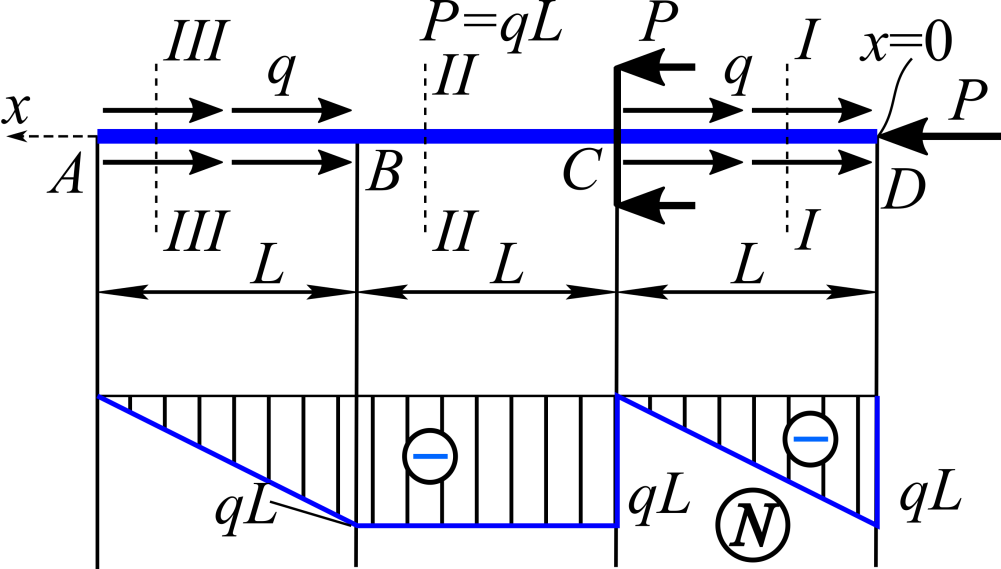 III q P=qL P q I x=0
II
x P
A B C D
III II I
L L L
qL qL qL
N